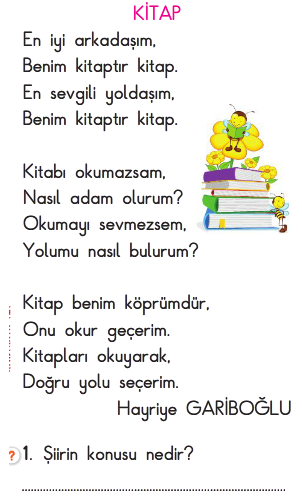 KİTAP
En iyi arkadaşım,
Benim kitaptır kitap.
En sevgili yoldaşım,
Benim kitaptır kitap.
Kitabı okumazsam,
Nasıl adam olurum?
Okumayı sevmezsem,
Yolumu nasıl bulurum?
Kitap benim köprümdür,
Onu okur geçerim.
Kitapları okuyarak,
Doğru yolu seçerim.
Hayriye GARİBOĞLU
? 1. Şiirin konusu nedir?